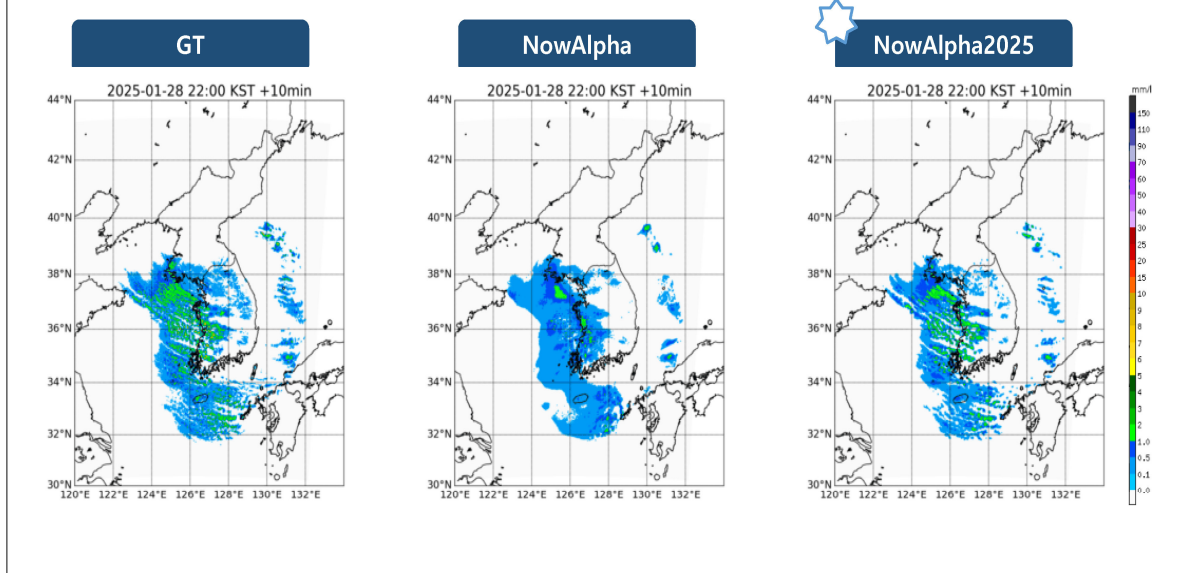 GT
NowAlpha
NowAlpha2025
2025-01-28 22:00 KST +10min
2025-01-28 22:00 KST +10min
2025-01-28 22:00 KST +10min
44°N
42°N
40°N
38°N
36°N
34°N
32°N
30°N
120°E 122°E 124°E 126°E 128°E 130°E 132°E
44°N
42°N
40°N
38°N
36°N
34°N
32°N
30°N
120°E 122°E 124°E 126°E 128°E 130°E 132°E
44°N
42°N
40°N
38°N
36°N
34°N
32°N
30°N
120°E 122°E 124°E 126°E 128°E 130°E 132°E
150
110
90
70
60
50
40
30
25
20
15
10
9
8
7
6
5
4
3
2
1.0
0.5
0.1
0.0